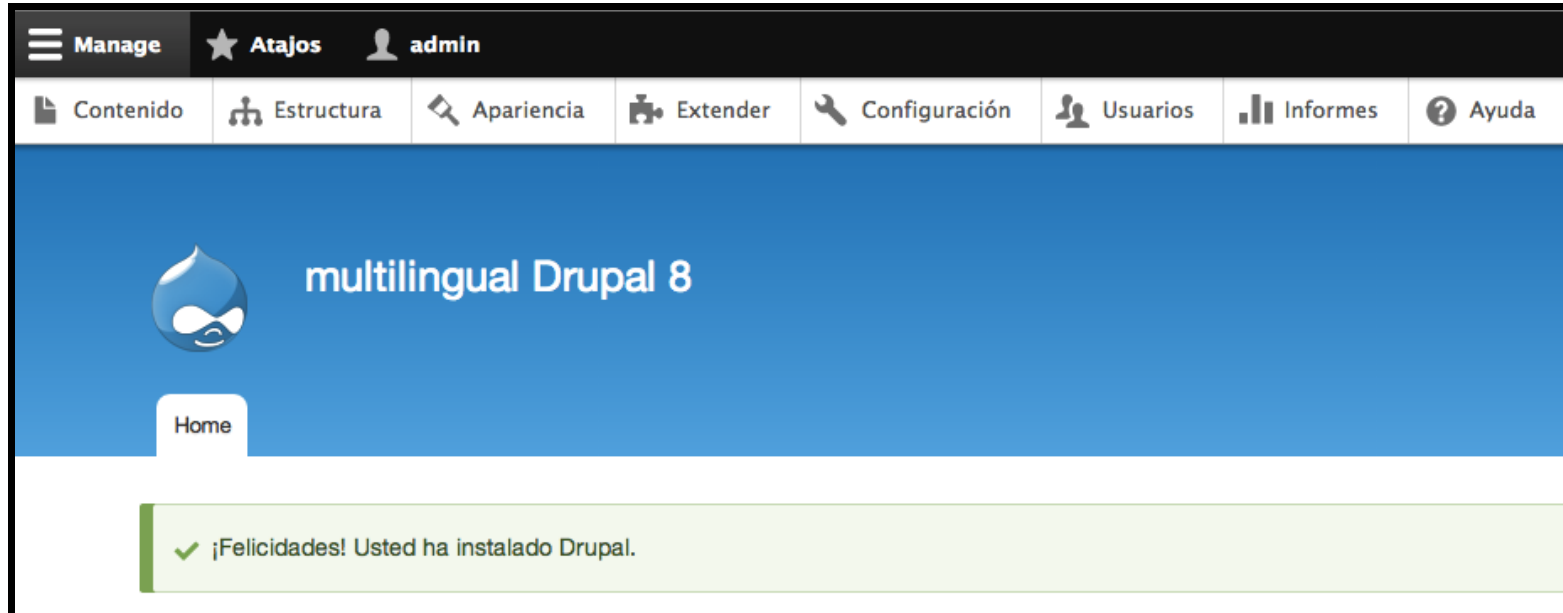 Manage Atajos admin
Contenido Estructura Apariencia Extender Configuración Usuarios Informes Ayuda
multilingual Drupal 8
Home
¡Felicidades! Usted ha instalado Drupal.